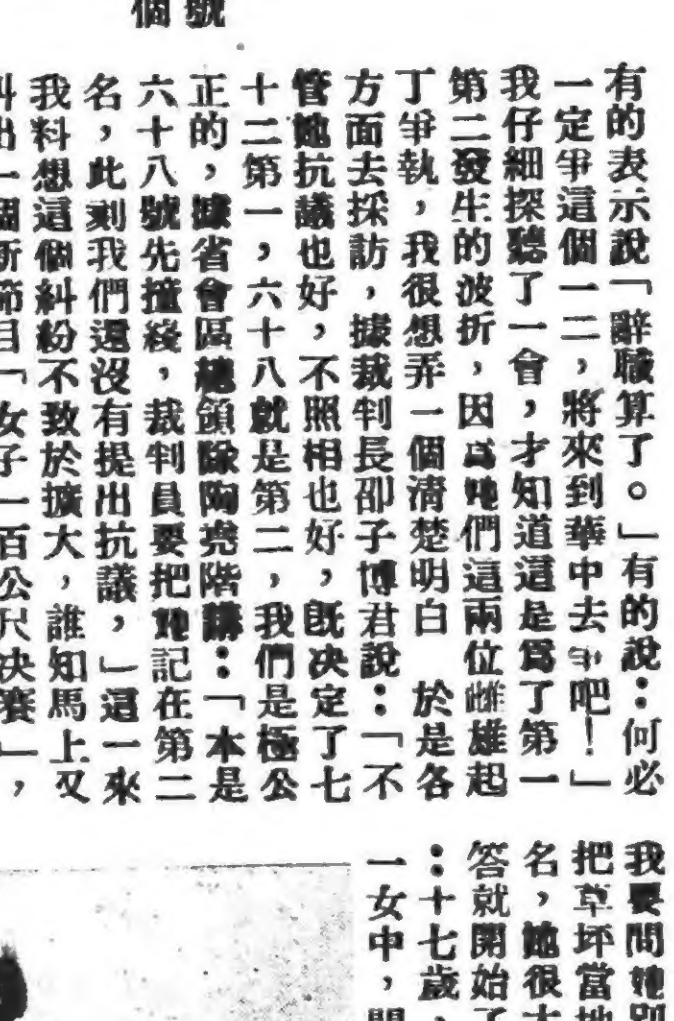 號
個
有的表示說「辭職算了。」有的說：何必
一定爭這個一二，將來到華中去爭吧！」
我仔細探聽了一會，才知道這是爲了第一
第二發生的波折，因爲她們這兩位雌雄起
丁爭執，我很想弄一個清楚明白　於是各
方面去採訪，據裁判長卲子博君說：「不
管她抗議也好，不照相也好，既決定了七
十二第一，六十八就是第二，我們是極公
正的，據省會區總領隊陶堯階講：「本是
六十八號先撞綫，裁判員要把她記在第二
名，此刻我們還沒有提出抗議，」這一來
我料想這個糾紛不致於擴大，誰知馬上又
出一個新節目「女子一百公尺決賽」，
我要問她別
把草坪當地
名，她很大
答就開始了
：十七歲，
一女中，